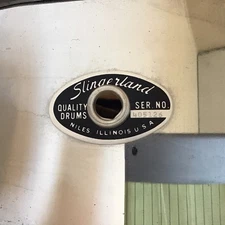 Slingerland
QUALITY SER. NO.
DRUMS
NILES, ILLINOIS U.S.A.